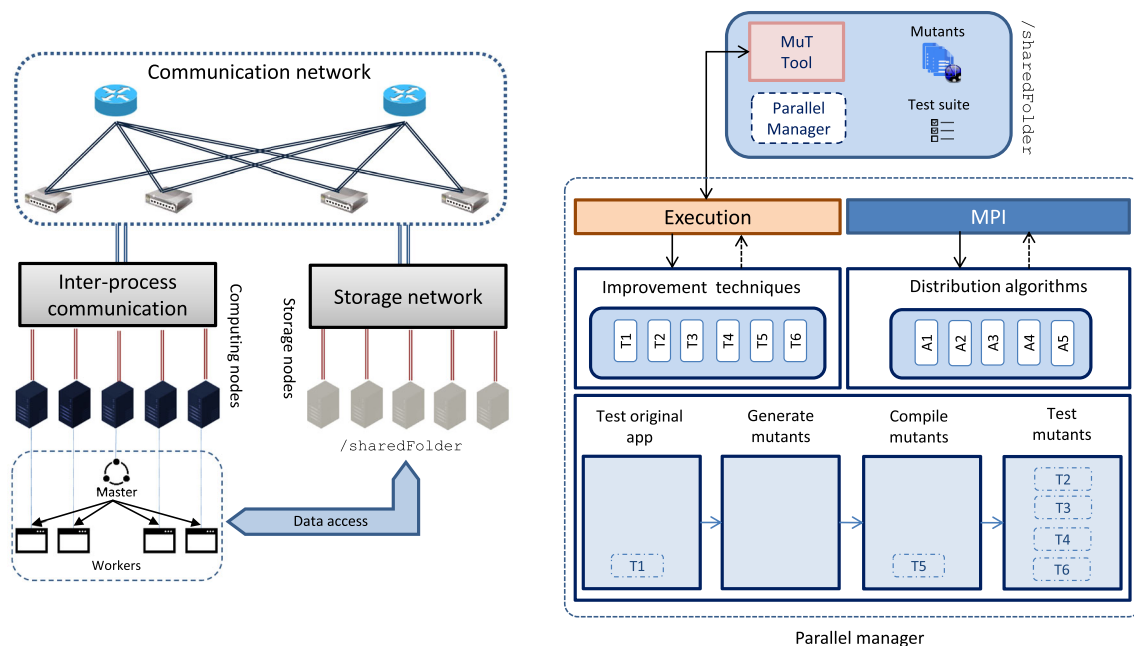 Communication network
Inter-process
communication
Computing nodes
Storage network
Storage nodes
/sharedFolder
Master
Workers
Data access
MuT
Tool
Parallel
Manager
Mutants
Test suite
/sharedFolder
Execution
MPI
Improvement techniques
T1 T2 T3 T4 T5 T6
Distribution algorithms
A1 A2 A3 A4 A5
Test original
app
T1
Generate
mutants
Compile
mutants
T5
Test
mutants
T2
T3
T4
T6
Parallel manager